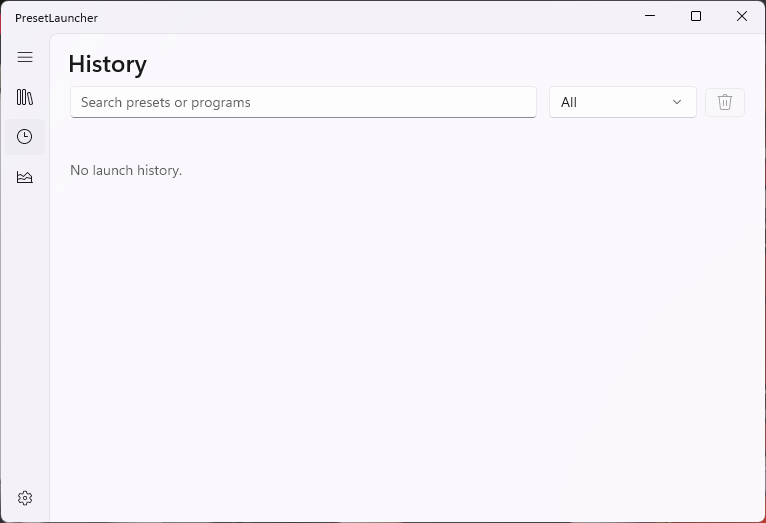 PresetLauncher
History
Search presets or programs
All
No launch history.